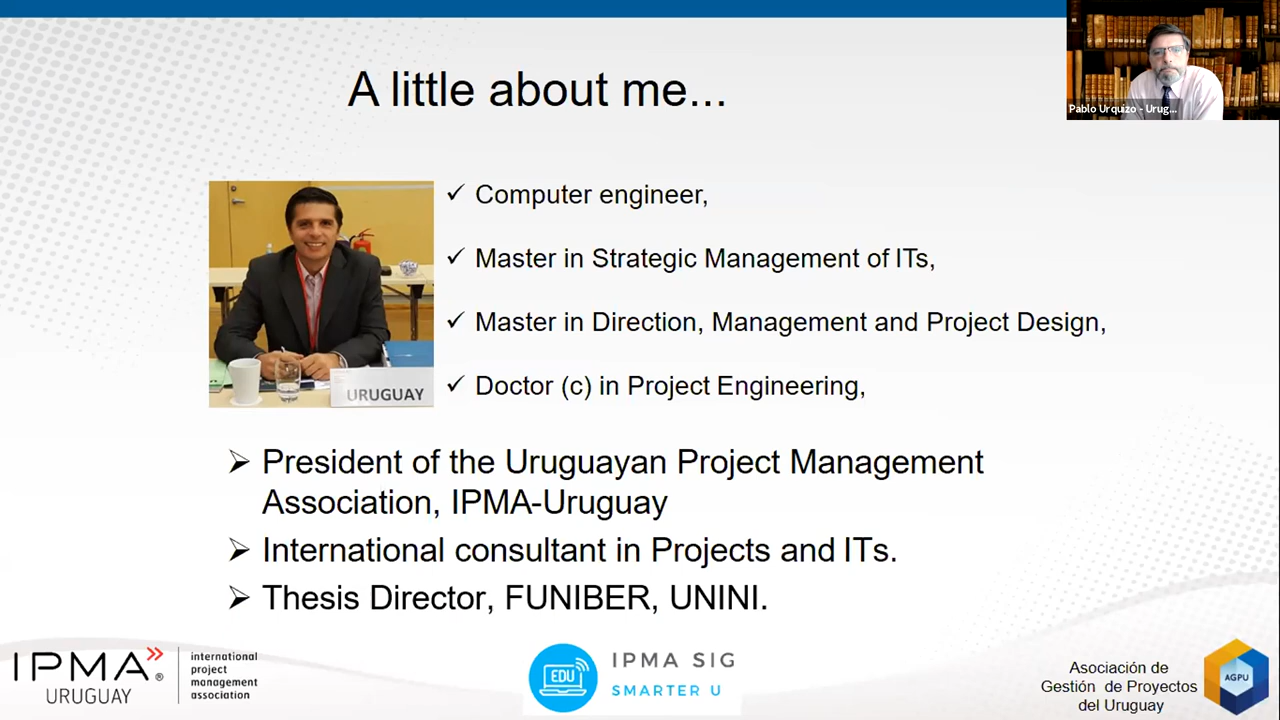 Pablo Urquizo - Urug...
A little about me...
✓ Computer engineer,
✓ Master in Strategic Management of ITs,
✓ Master in Direction, Management and Project Design,
✓ Doctor (c) in Project Engineering,
URUGUAY
➢ President of the Uruguayan Project Management
Association, IPMA-Uruguay
➢ International consultant in Projects and ITs.
➢ Thesis Director, FUNIBER, UNINI.
IPMA®
URUGUAY
international
project
management
association
EDU
IPMA SIG
SMARTER U
Asociación de
Gestión de Proyectos
del Uruguay
AGPU